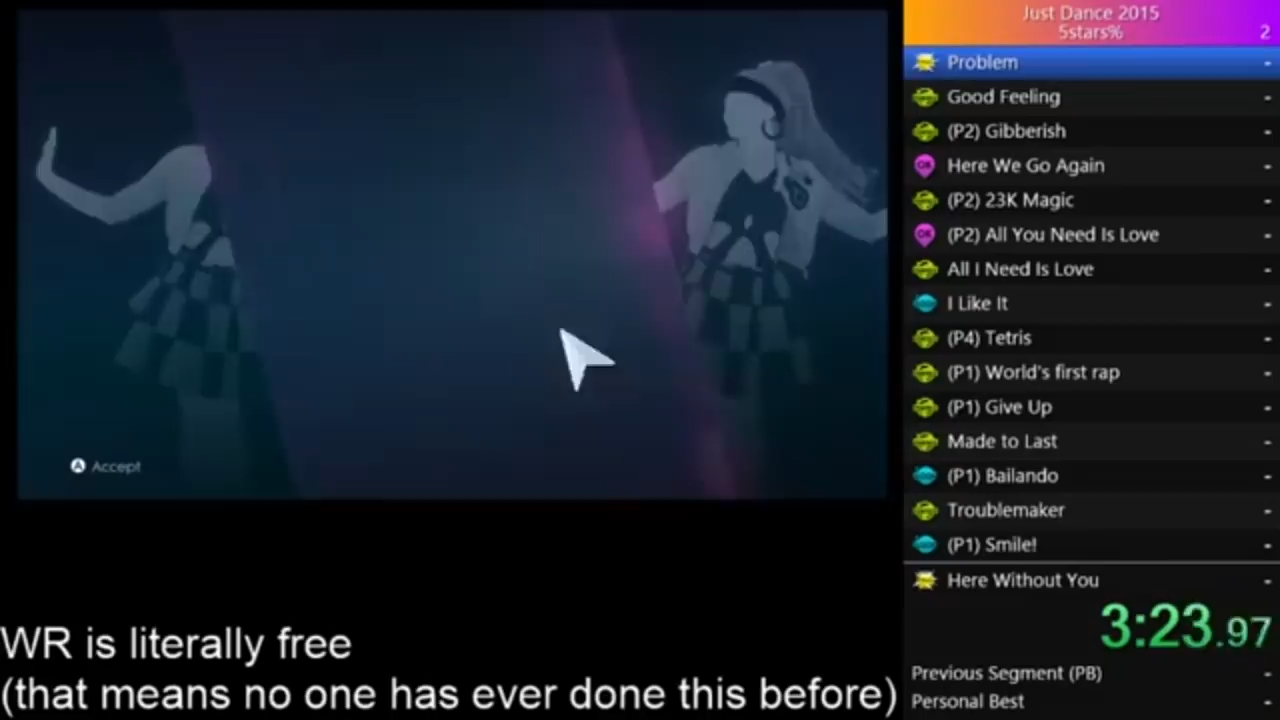 Just Dance 2015
5stars%
2
Problem -
Good Feeling -
(P2) Gibberish -
Here We Go Again -
(P2) 23K Magic -
(P2) All You Need Is Love -
All I Need Is Love -
I Like It -
(P4) Tetris -
(P1) World's first rap -
(P1) Give Up -
Made to Last -
(P1) Bailando -
Troublemaker -
(P1) Smile! -
Here Without You -
3:23.97
Previous Segment (PB) -
Personal Best -
A Accept
WR is literally free
(that means no one has ever done this before)